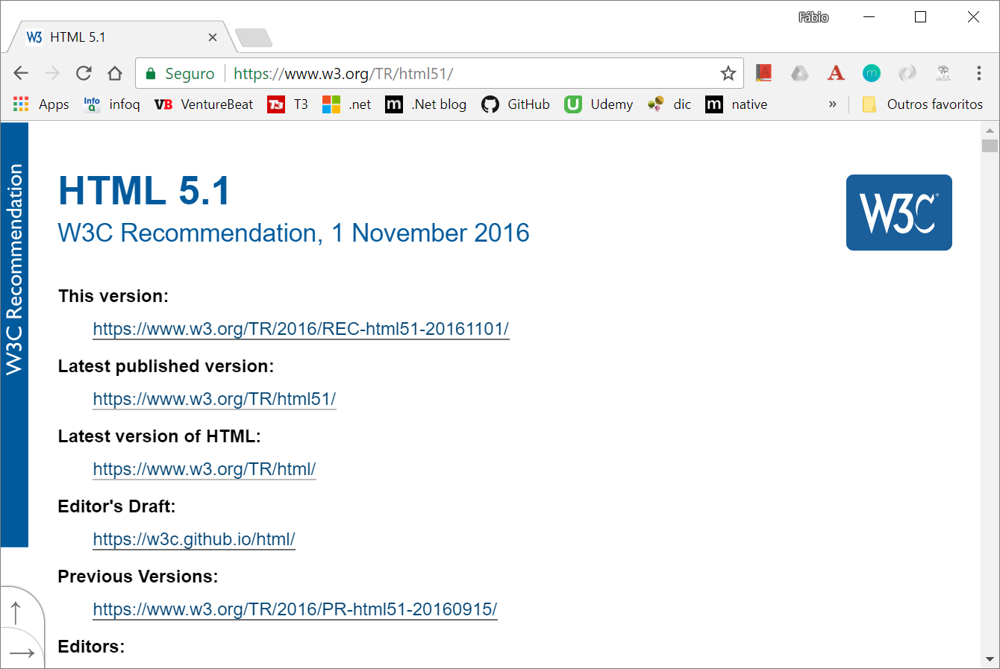 Fábio
W3 HTML 5.1
Seguro https://www.w3.org/TR/html51/
Apps Info Q infoq VB VentureBeat T3 T3 .net m .Net blog GitHub U Udemy dic m native » Outros favoritos
W3C Recommendation
HTML 5.1
W3C
W3C Recommendation, 1 November 2016
This version:
https://www.w3.org/TR/2016/REC-html51-20161101/
Latest published version:
https://www.w3.org/TR/html51/
Latest version of HTML:
https://www.w3.org/TR/html/
Editor's Draft:
https://w3c.github.io/html/
Previous Versions:
https://www.w3.org/TR/2016/PR-html51-20160915/
Editors: